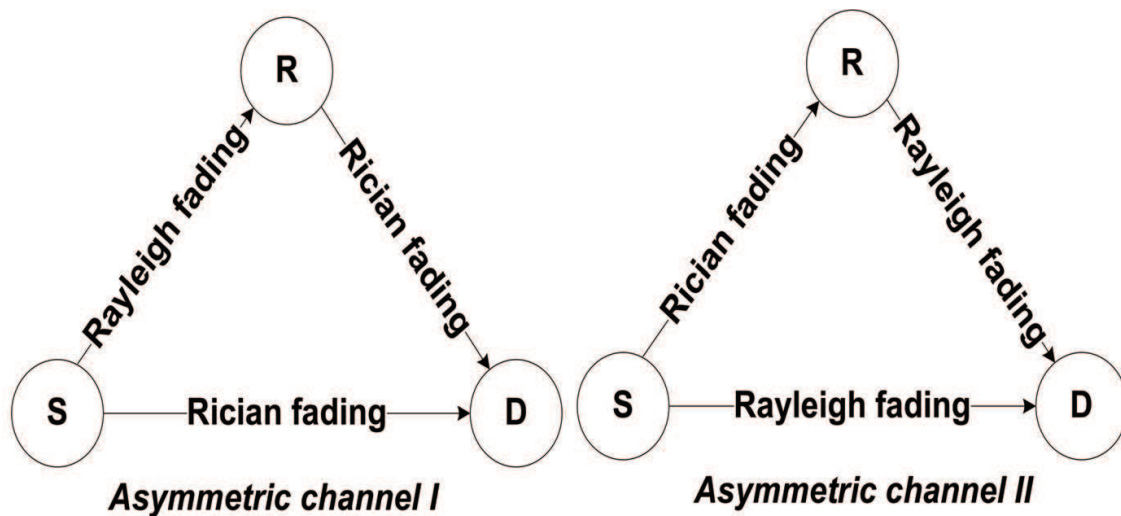 R
Rayleigh fading
Rician fading
S
Rician fading
D
Asymmetric channel I
R
Rician fading
Rayleigh fading
S
Rayleigh fading
D
Asymmetric channel II